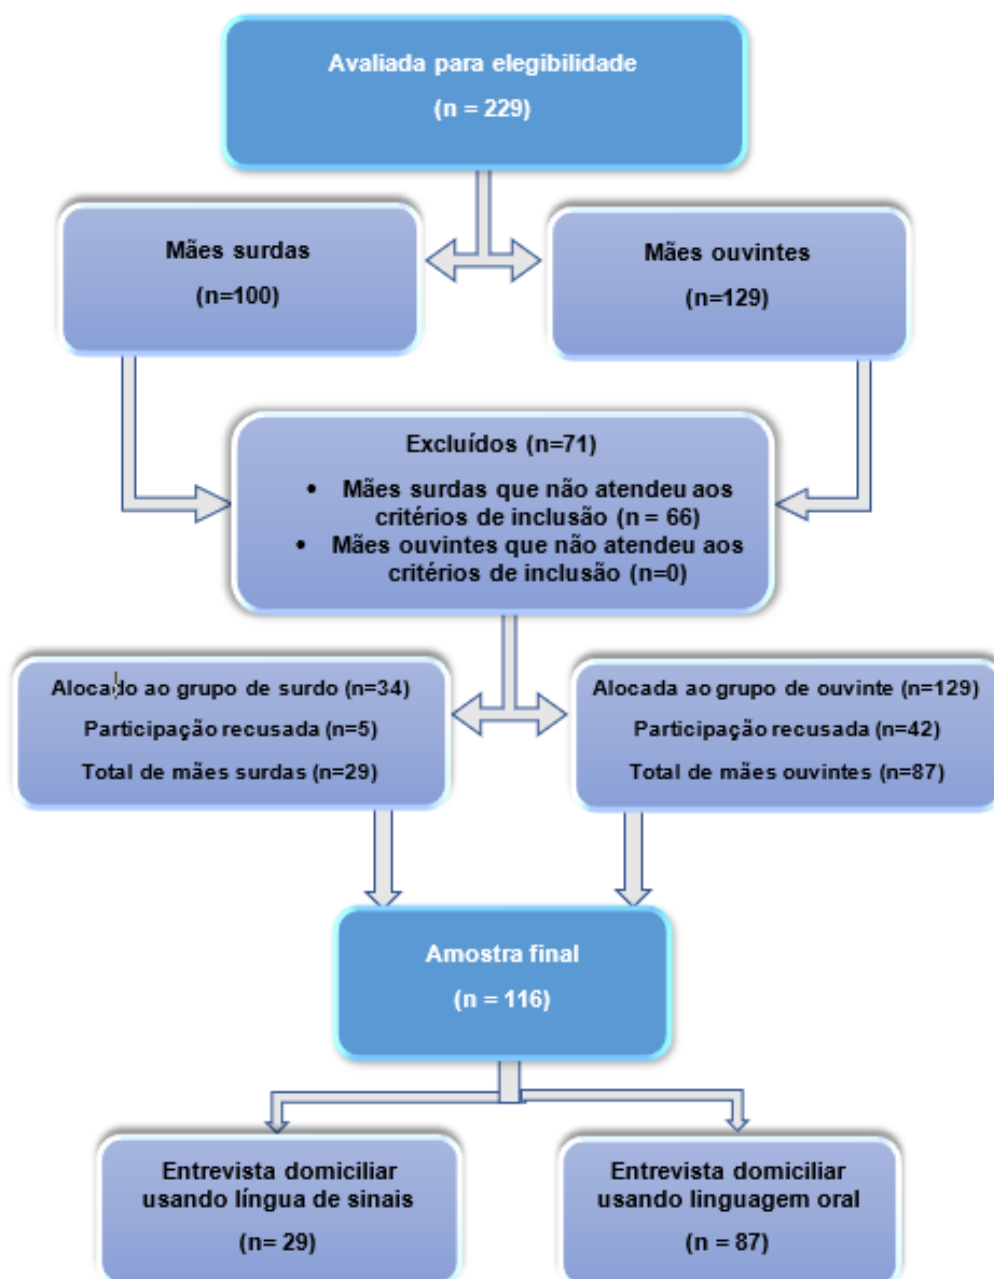 Avaliada para elegibilidade
(n = 229)
Mães surdas
(n=100)
Mães ouvintes
(n=129)
Excluídos (n=71)
• Mães surdas que não atendeu aos
critérios de inclusão (n = 66)
• Mães ouvintes que não atendeu aos
critérios de inclusão (n=0)
Alocado ao grupo de surdo (n=34)
Participação recusada (n=5)
Total de mães surdas (n=29)
Alocada ao grupo de ouvinte (n=129)
Participação recusada (n=42)
Total de mães ouvintes (n=87)
Amostra final
(n = 116)
Entrevista domiciliar
usando língua de sinais
(n= 29)
Entrevista domiciliar
usando linguagem oral
(n = 87)